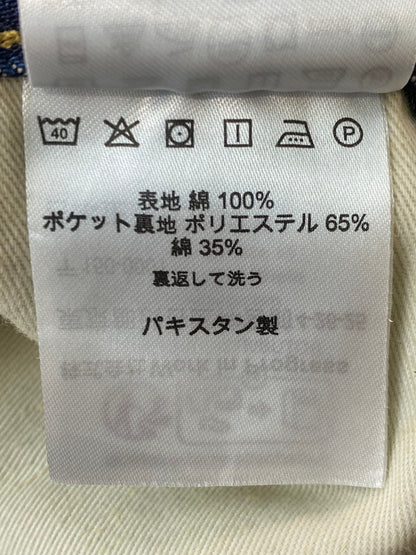 40 P
表地 綿 100%
ポケット裏地 ポリエステル 65%
綿 35%
裏返して洗う
パキスタン製